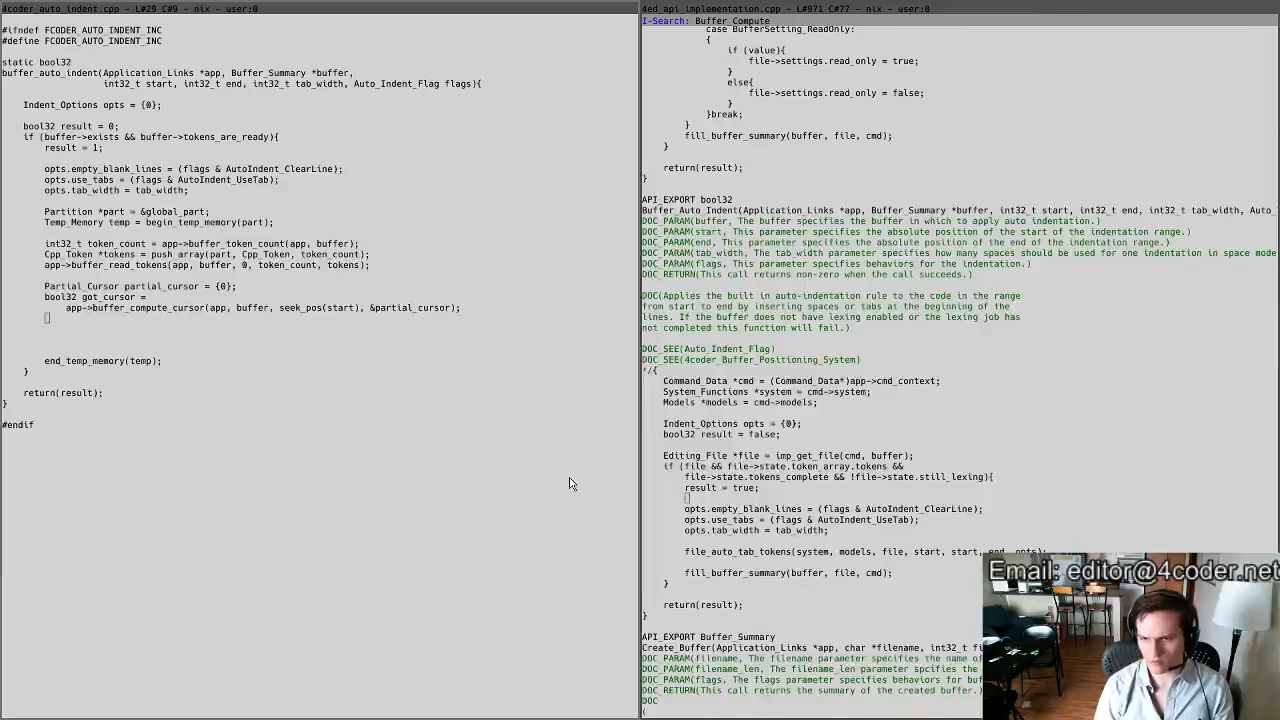 4coder_auto_indent.cpp - L#29 C#9 - nix - user:0
#ifndef FCODER_AUTO_INDENT_INC
#define FCODER_AUTO_INDENT_INC
static bool32
buffer_auto_indent(Application_Links *app, Buffer_Summary *buffer,
int32_t start, int32_t end, int32_t tab_width, Auto_Indent_Flag flags){
Indent_Options opts = {0};
bool32 result = 0;
if (buffer->exists && buffer->tokens_are_ready){
result = 1;
opts.empty_blank_lines = (flags & AutoIndent_ClearLine);
opts.use_tabs = (flags & AutoIndent_UseTab);
opts.tab_width = tab_width;
Partition *part = &global_part;
Temp_Memory temp = begin_temp_memory(part);
int32_t token_count = app->buffer_token_count(app, buffer);
Cpp_Token *tokens = push_array(part, Cpp_Token, token_count);
app->buffer_read_tokens(app, buffer, 0, token_count, tokens);
Partial_Cursor partial_cursor = {0};
bool32 got_cursor =
app->buffer_compute_cursor(app, buffer, seek_pos(start), &partial_cursor);
end_temp_memory(temp);
}
return(result);
}
#endif
4ed_api_implementation.cpp - L#971 C#77 - nix - user:0
I-Search: Buffer_Compute
case BufferSetting_ReadOnly:
{
if (value){
file->settings.read_only = true;
}
else{
file->settings.read_only = false;
}
}break;
}
fill_buffer_summary(buffer, file, cmd);
}
return(result);
}
API_EXPORT bool32
Buffer_Auto_Indent(Application_Links *app, Buffer_Summary *buffer, int32_t start, int32_t end, int32_t tab_width, Auto_
DOC_PARAM(buffer, The buffer specifies the buffer in which to apply auto indentation.)
DOC_PARAM(start, This parameter specifies the absolute position of the start of the indentation range.)
DOC_PARAM(end, This parameter specifies the absolute position of the end of the indentation range.)
DOC_PARAM(tab_width, The tab_width parameter specifies how many spaces should be used for one indentation in space mode
DOC_PARAM(flags, This parameter specifies behaviors for the indentation.)
DOC_RETURN(This call returns non-zero when the call succeeds.)
DOC(Applies the built in auto-indentation rule to the code in the range
from start to end by inserting spaces or tabs at the beginning of the
lines. If the buffer does not have lexing enabled or the lexing job has
not completed this function will fail.)
DOC_SEE(Auto_Indent_Flag)
DOC_SEE(4coder_Buffer_Positioning_System)
*/{
Command_Data *cmd = (Command_Data*)app->cmd_context;
System_Functions *system = cmd->system;
Models *models = cmd->models;
Indent_Options opts = {0};
bool32 result = false;
Editing_File *file = imp_get_file(cmd, buffer);
if (file && file->state.token_array.tokens &&
file->state.tokens_complete && !file->state.still_lexing){
result = true;
opts.empty_blank_lines = (flags & AutoIndent_ClearLine);
opts.use_tabs = (flags & AutoIndent_UseTab);
opts.tab_width = tab_width;
file_auto_tab_tokens(system, models, file, start, start, end, opts);
fill_buffer_summary(buffer, file, cmd);
}
return(result);
}
API_EXPORT Buffer_Summary
Create_Buffer(Application_Links *app, char *filename, int32_t fi
DOC_PARAM(filename, The filename parameter specifies the name of
DOC_PARAM(filename_len, The filename_len parameter spcifies the
DOC_PARAM(flags, The flags parameter specifies behaviors for buf
DOC_RETURN(This call returns the summary of the created buffer.)
DOC
(
Email: editor@4coder.net